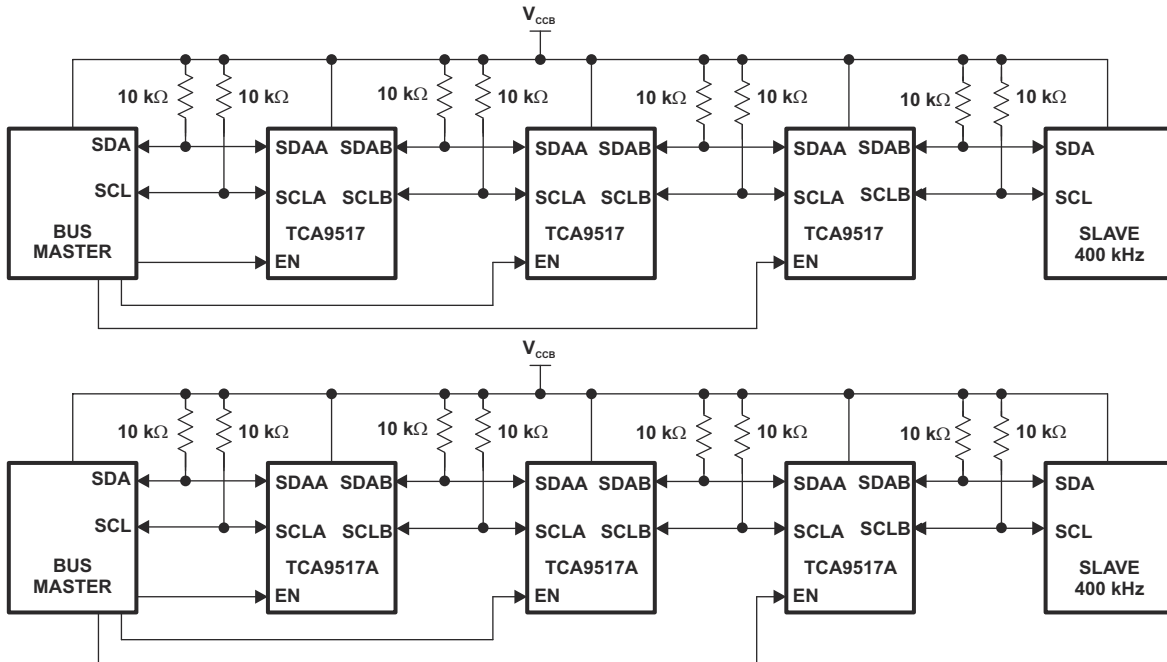 V_CCB
10 kΩ 10 kΩ 10 kΩ 10 kΩ 10 kΩ 10 kΩ 10 kΩ 10 kΩ
SDA SDAA SDAB SDAA SDAB SDAA SDAB SDA
SCL SCLA SCLB SCLA SCLB SCLA SCLB SCL
BUS TCA9517 TCA9517 TCA9517 SLAVE
MASTER EN EN EN 400 kHz
V_CCB
10 kΩ 10 kΩ 10 kΩ 10 kΩ 10 kΩ 10 kΩ 10 kΩ 10 kΩ
SDA SDAA SDAB SDAA SDAB SDAA SDAB SDA
SCL SCLA SCLB SCLA SCLB SCLA SCLB SCL
BUS TCA9517A TCA9517A TCA9517A SLAVE
MASTER EN EN EN 400 kHz